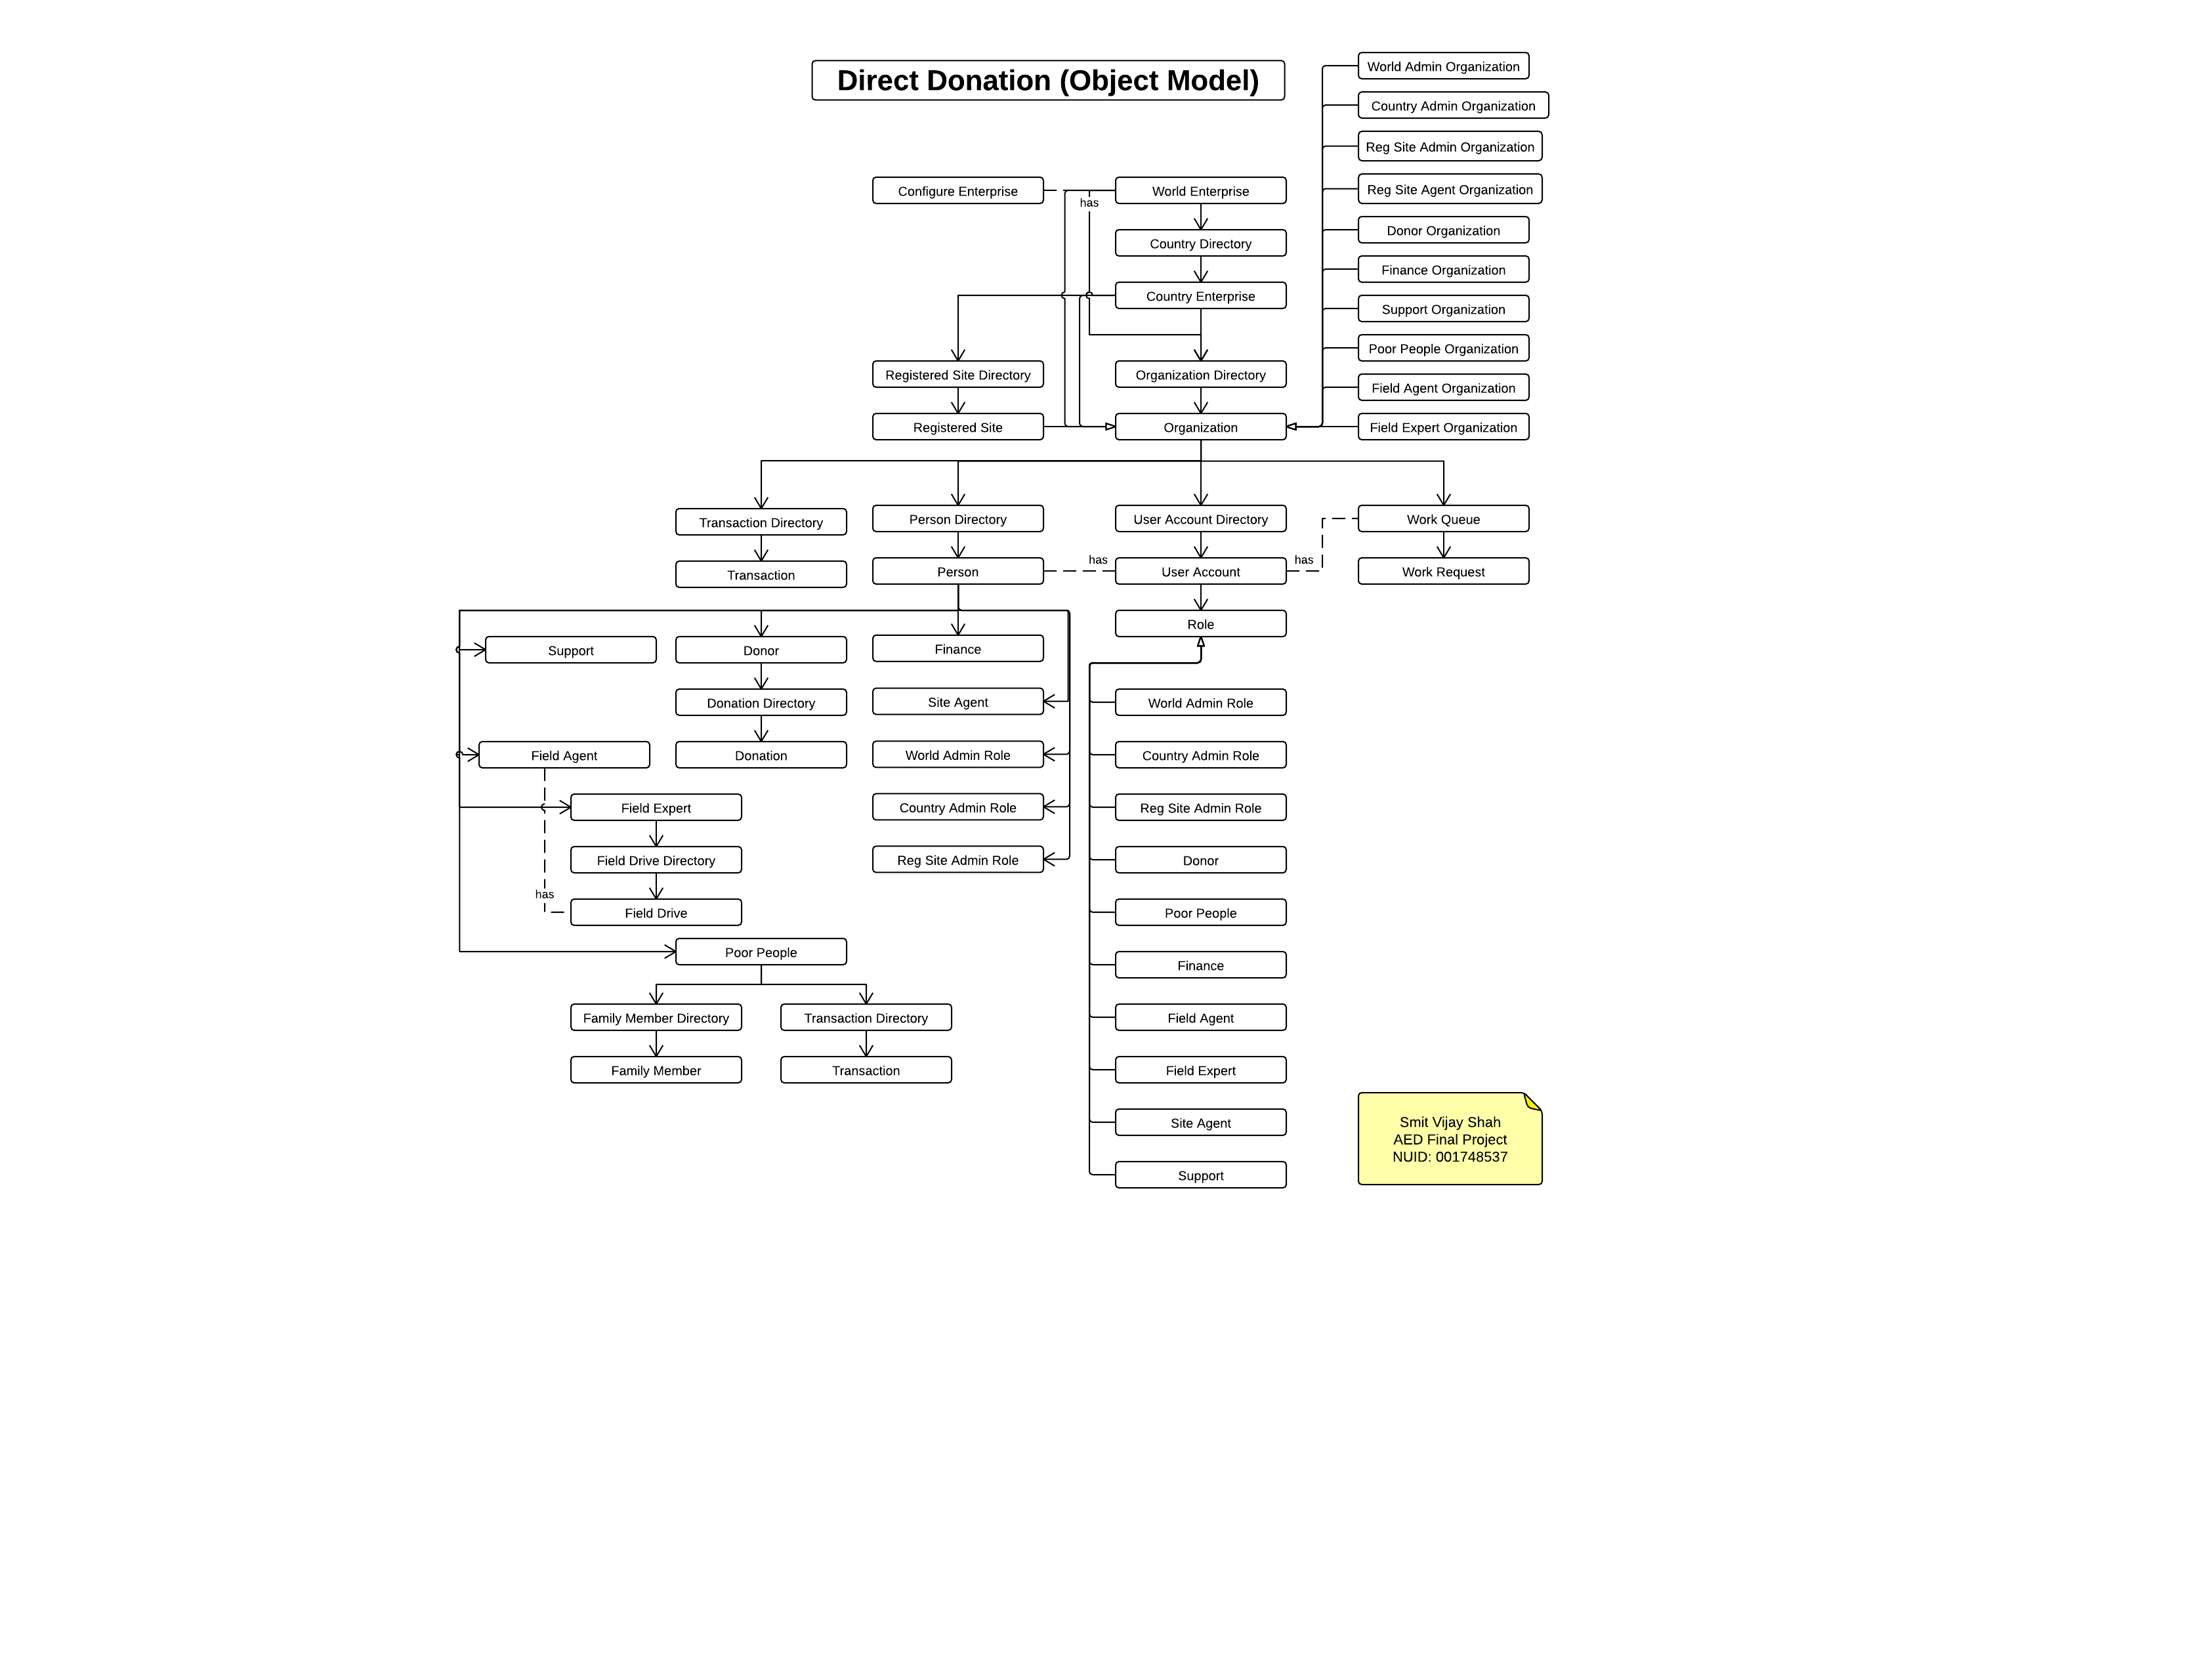 Direct Donation (Object Model)
World Admin Organization
Country Admin Organization
Reg Site Admin Organization
Reg Site Agent Organization
Donor Organization
Finance Organization
Support Organization
Poor People Organization
Field Agent Organization
Field Expert Organization
Configure Enterprise
has
World Enterprise
Country Directory
Country Enterprise
Registered Site Directory
Organization Directory
Registered Site
Organization
Transaction Directory
Person Directory
User Account Directory
Work Queue
Transaction
Person
has
User Account
has
Work Request
Role
Support
Donor
Finance
Donation Directory
Site Agent
World Admin Role
Field Agent
Donation
World Admin Role
Country Admin Role
Field Expert
Country Admin Role
Reg Site Admin Role
Field Drive Directory
Reg Site Admin Role
Donor
has
Field Drive
Poor People
Poor People
Finance
Family Member Directory
Transaction Directory
Field Agent
Family Member
Transaction
Field Expert
Site Agent
Support
Smit Vijay Shah
AED Final Project
NUID: 001748537